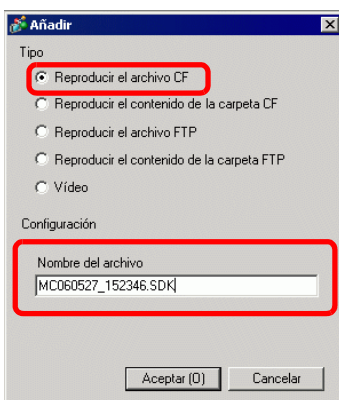 Añadir
Tipo
Reproducir el archivo CF
Reproducir el contenido de la carpeta CF
Reproducir el archivo FTP
Reproducir el contenido de la carpeta FTP
Vídeo
Configuración
Nombre del archivo
MC060527_152346.SDK
Aceptar (O) Cancelar